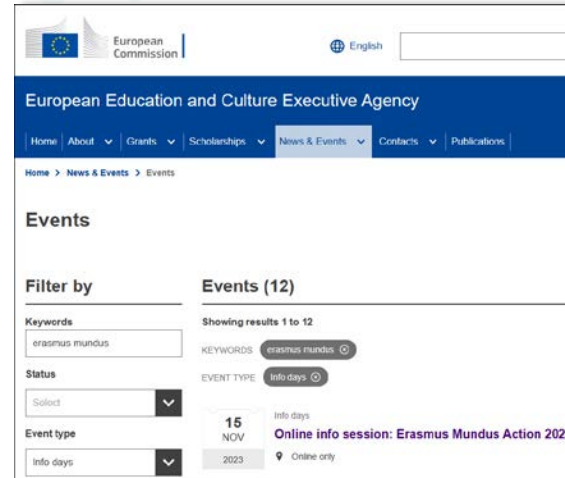 European
Commission
English
European Education and Culture Executive Agency
Home About Grants Scholarships News & Events Contacts Publications
Home > News & Events > Events
Events
Filter by
Keywords
erasmus mundus
Status
Select
Event type
Info days
Events (12)
Showing results 1 to 12
KEYWORDS erasmus mundus
EVENT TYPE Info days
15
NOV
2023
Info days
Online info session: Erasmus Mundus Action 202
Online only